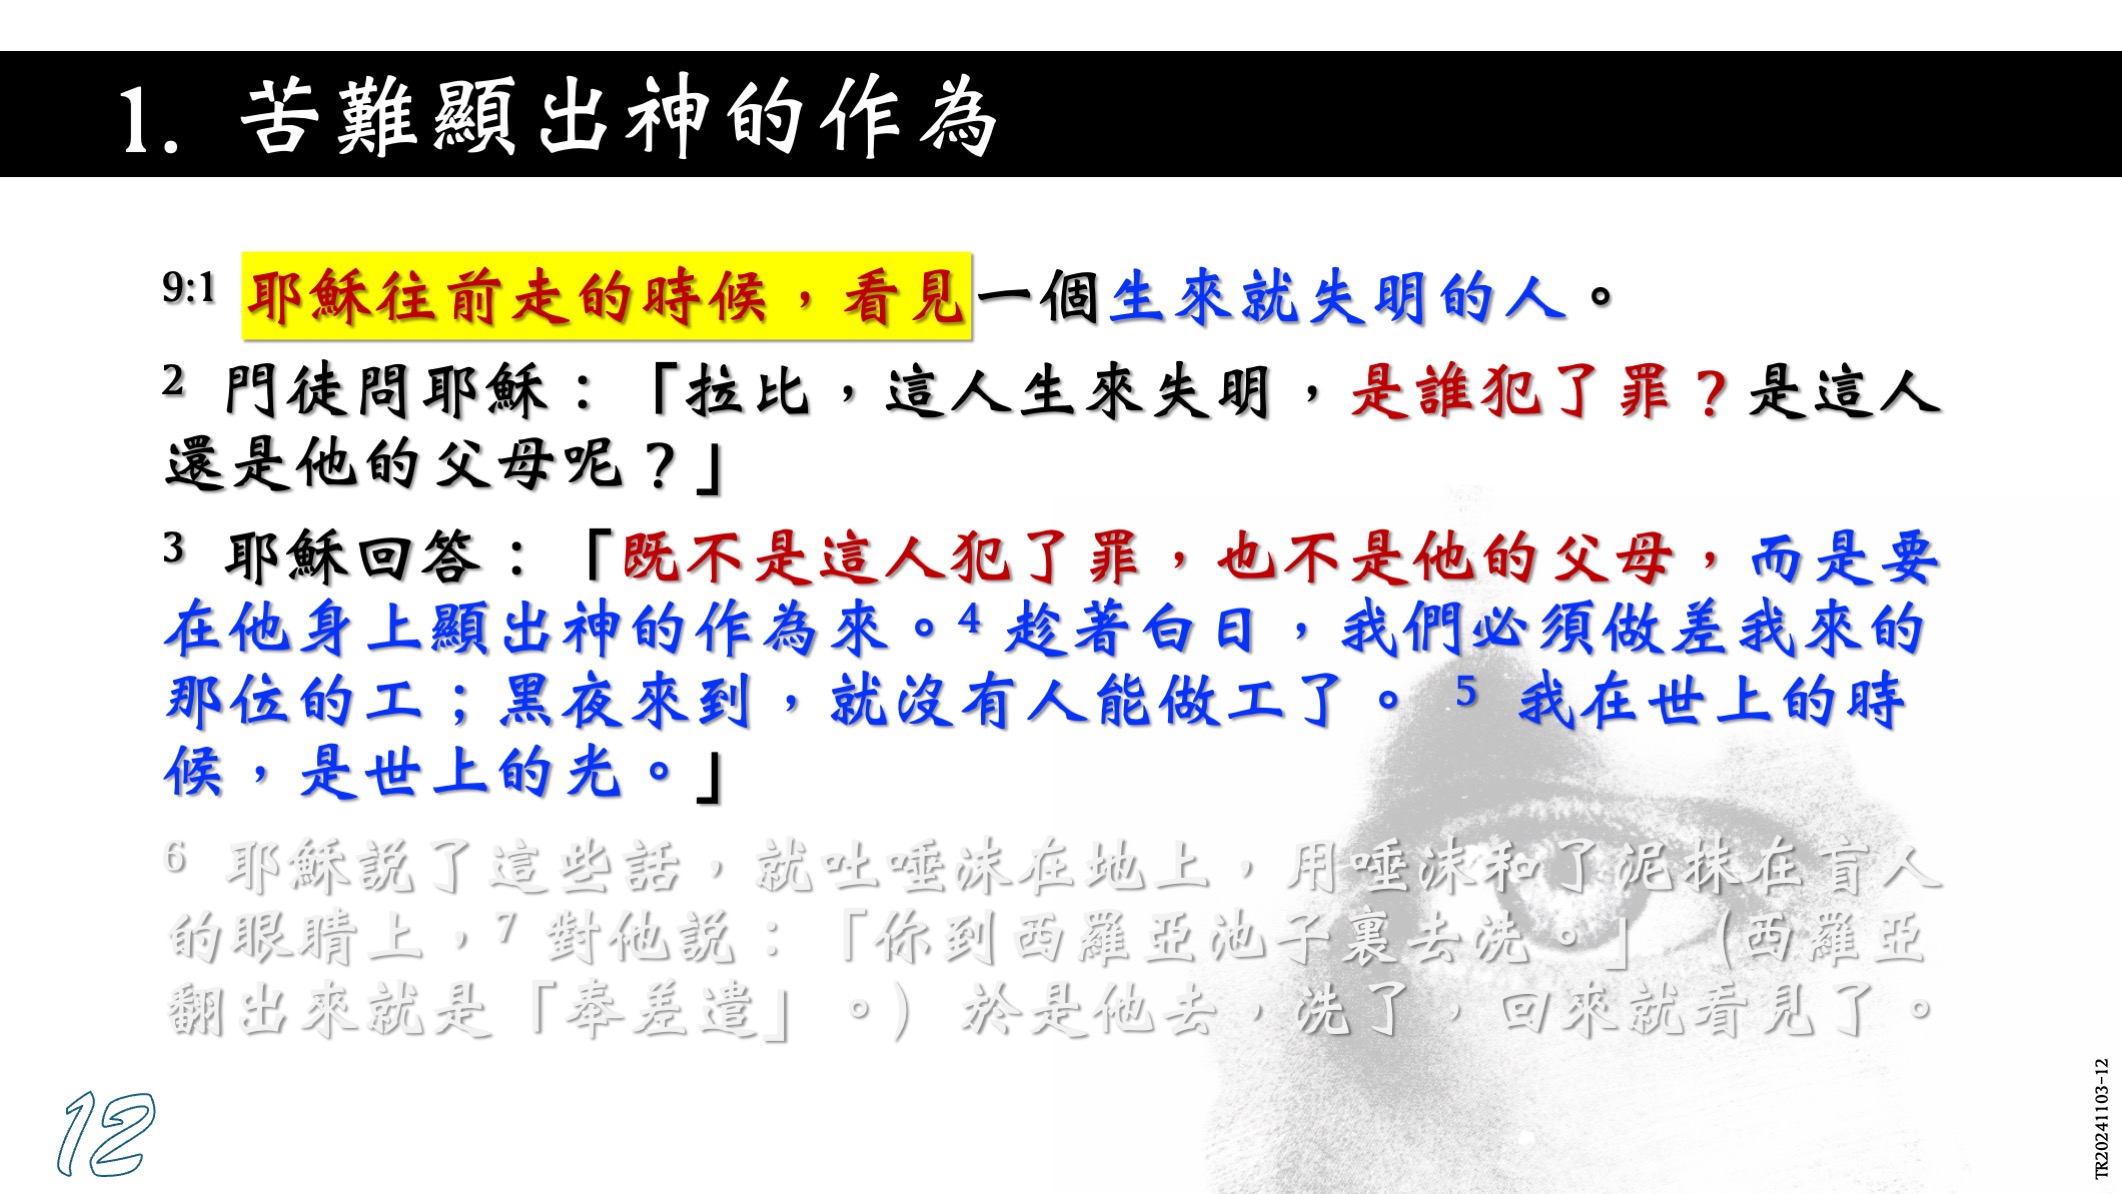 1. 苦難顯出神的作為
9:1 耶穌往前走的時候，看見一個生來就失明的人。
2 門徒問耶穌：「拉比，這人生來失明，是誰犯了罪？是這人
還是他的父母呢？」
3 耶穌回答：「既不是這人犯了罪，也不是他的父母，而是要
在他身上顯出神的作為來。4 趁著白日，我們必須做差我來的
那位的工；黑夜來到，就沒有人能做工了。 5 我在世上的時
候，是世上的光。」
6 耶穌説了這些話，就吐唾沫在地上，用唾沫和了泥抹在盲人
的眼睛上，7 對他説：「你到西羅亞池子裏去洗。」（西羅亞
翻出來就是「奉差遣」。） 於是他去，洗了，回來就看見了。
12
TR20241103-12